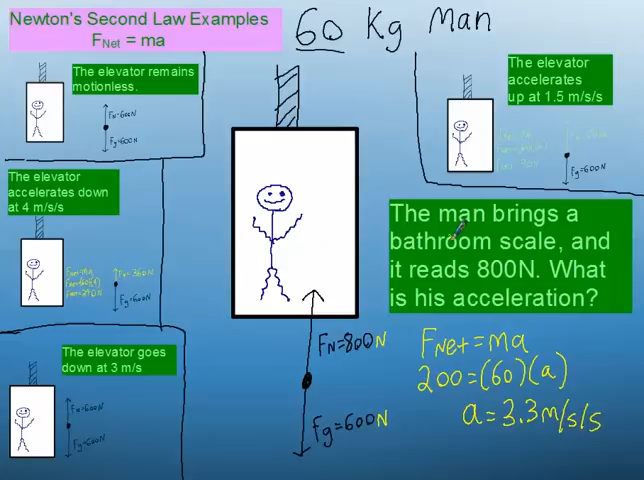 Newton's Second Law Examples
FNet = ma
60 Kg Man
The elevator remains
motionless.
FN=600N
Fg=600N
The elevator
accelerates
up at 1.5 m/s/s
Fg=600N
The elevator
accelerates down
at 4 m/s/s
FNet=ma
Fg=600N
The elevator goes
down at 3 m/s
FN=600N
Fg=600N
The man brings a
bathroom scale, and
it reads 800N. What
is his acceleration?
FN=800N
Fg=600N
FNet=ma
200=(60)(a)
a=3.3m/s/s